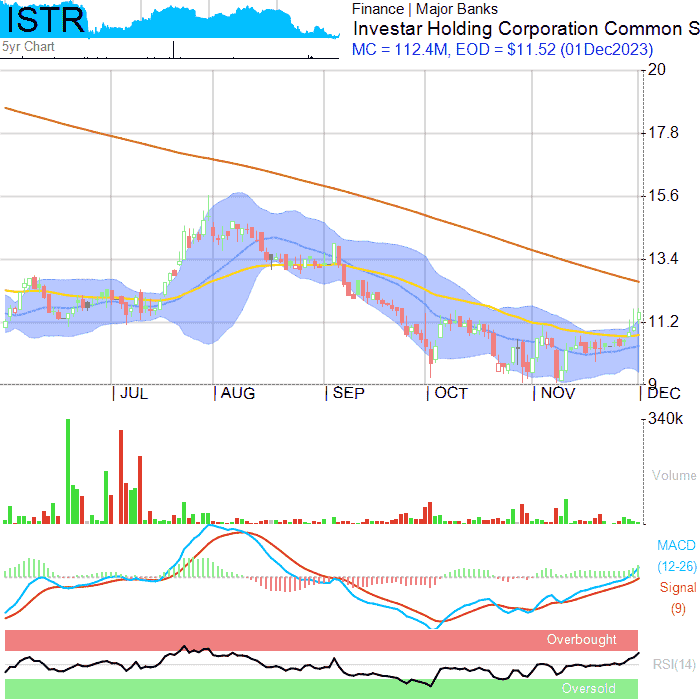 ISTR
5yr Chart
Finance | Major Banks
Investar Holding Corporation Common S
MC = 112.4M, EOD = $11.52 (01Dec2023)
20
17.8
15.6
13.4
11.2
9
JUL AUG SEP OCT NOV DEC
340k
Volume
MACD
(12-26)
Signal
(9)
Overbought
RSI(14)
Oversold